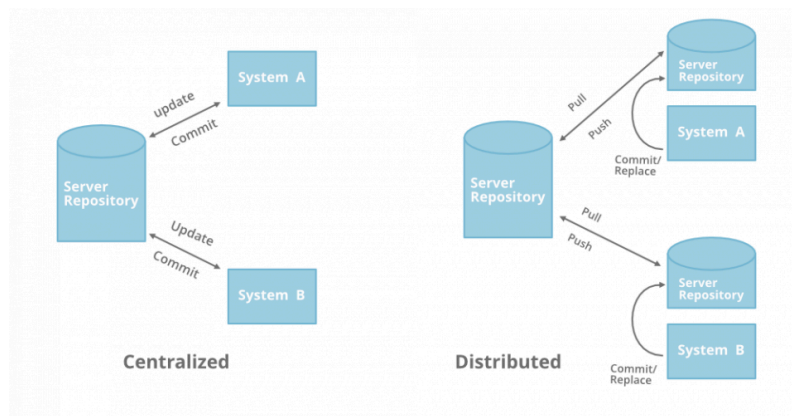 System A
update
Commit
Server
Repository
Update
Commit
System B
Centralized
Server
Repository
Pull
Push
System A
Commit/
Replace
Server
Repository
Pull
Push
Server
Repository
System B
Commit/
Replace
Distributed